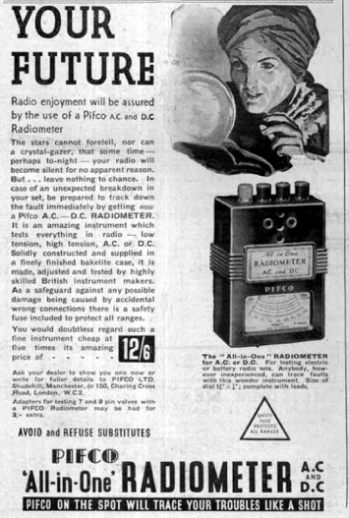 YOUR
FUTURE
Radio enjoyment will be assured
by the use of a Pifco A.C. and D.C
Radiometer
The stars cannot foretell, nor can
a crystal-gazer, that some time—
perhaps to-night — your radio will
become silent for no apparent reason.
But . . . leave nothing to chance. In
case of an unexpected breakdown in
your set, be prepared to track down
the fault immediately by getting now
a Pifco A.C.—D.C. RADIOMETER.
It is an amazing instrument which
tests everything in radio — low
tension, high tension, A.C. or D.C.
Solidly constructed and supplied in
a finely finished bakelite case, it is
made, adjusted and tested by highly
skilled British instrument makers.
As a safeguard against any possible
damage being caused by accidental
wrong connections there is a safety
fuse included to protect all ranges.
You would doubtless regard such a
fine instrument cheap at
five times its amazing
price of - - - - 12/6
Ask your dealer to show you one now or
write for fuller details to PIFCO LTD.
Shudehill, Manchester, or 150, Charing Cross
Road, London, W.C.2.
Adapters for testing 7 and 9 pin valves with
a PIFCO Radiometer may be had for
3/- extra.
All in One
RADIOMETER
AC and DC
PIFCO
The "All-in-One" RADIOMETER
for A.C. or D.C. For testing electric
or battery radio sets. Anybody, how-
ever inexperienced, can trace faults
with this wonder instrument. Size of
dial complete with leads.
SAFETY
FUSE
PROTECTS
ALL RANGES
AVOID and REFUSE SUBSTITUTES
PIFCO
'All-in-One' RADIOMETER A.C
AND
D.C
PIFCO ON THE SPOT WILL TRACE YOUR TROUBLES LIKE A SHOT